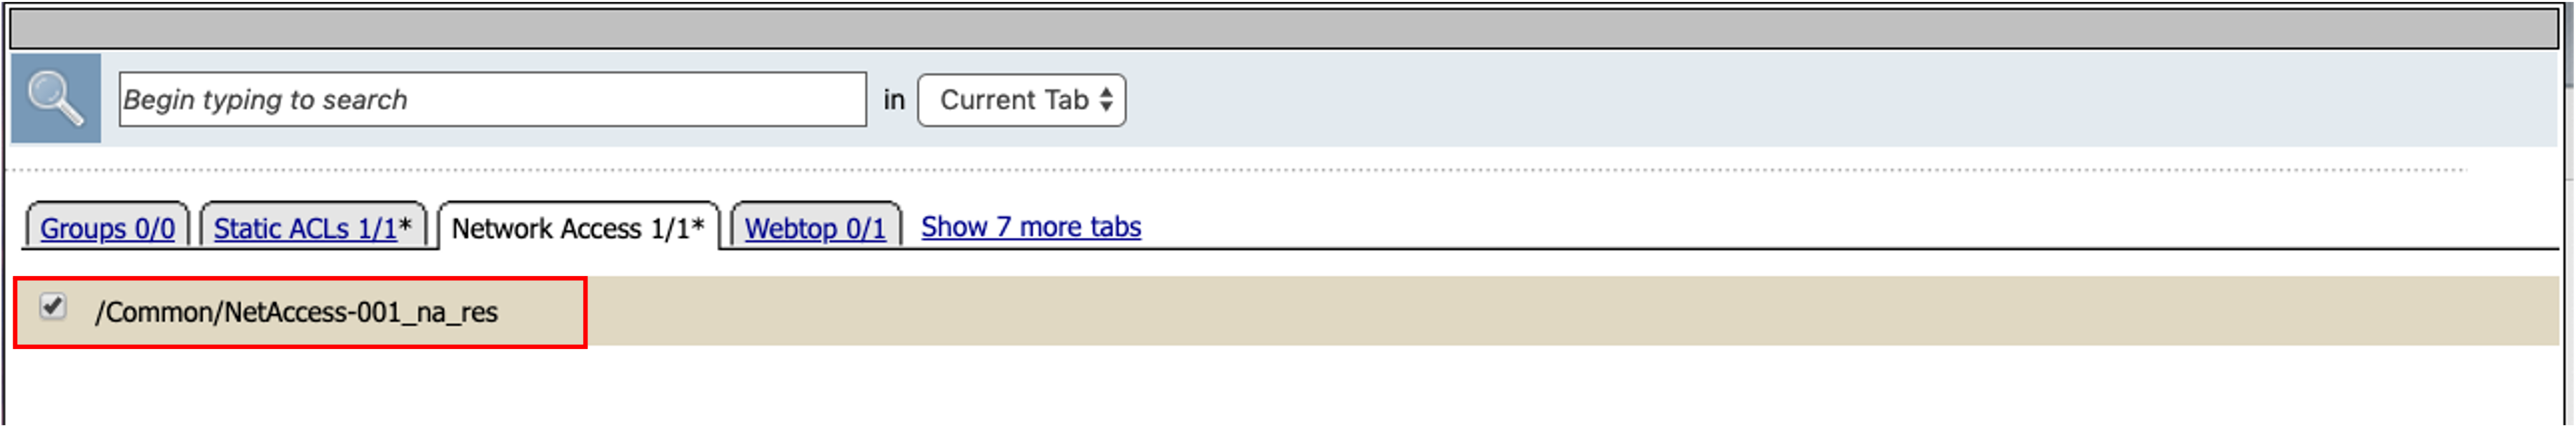 Begin typing to search in Current Tab
Groups 0/0 Static ACLs 1/1* Network Access 1/1* Webtop 0/1 Show 7 more tabs
/Common/NetAccess-001_na_res